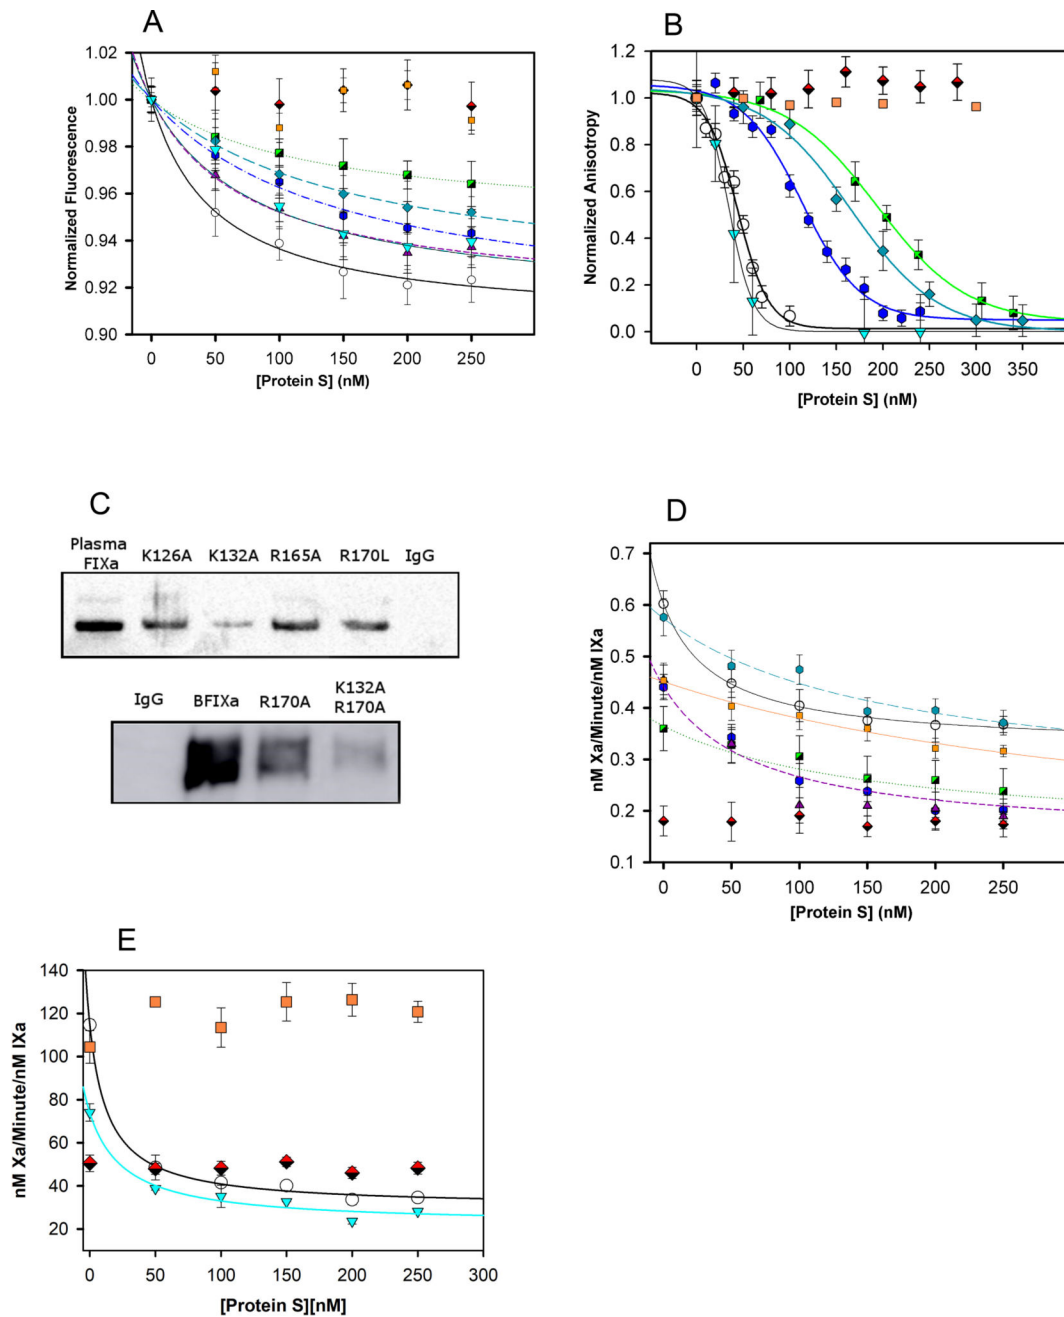 A
1.02
1.00
0.98
0.96
0.94
0.92
0.90
Normalized Fluorescence
0 50 100 150 200 250
[Protein S] (nM)
B
1.2
1.0
0.8
0.6
0.4
0.2
0.0
Normalized Anisotropy
0 50 100 150 200 250 300 350
[Protein S] (nM)
C
Plasma
FIXa K126A K132A R165A R170L IgG
IgG BFIXa R170A K132A
R170A
D
0.7
0.6
0.5
0.4
0.3
0.2
0.1
nM Xa/Minute/nM IXa
0 50 100 150 200 250
[Protein S] (nM)
E
140
120
100
80
60
40
20
nM Xa/Minute/nM IXa
0 50 100 150 200 250 300
[Protein S][nM]